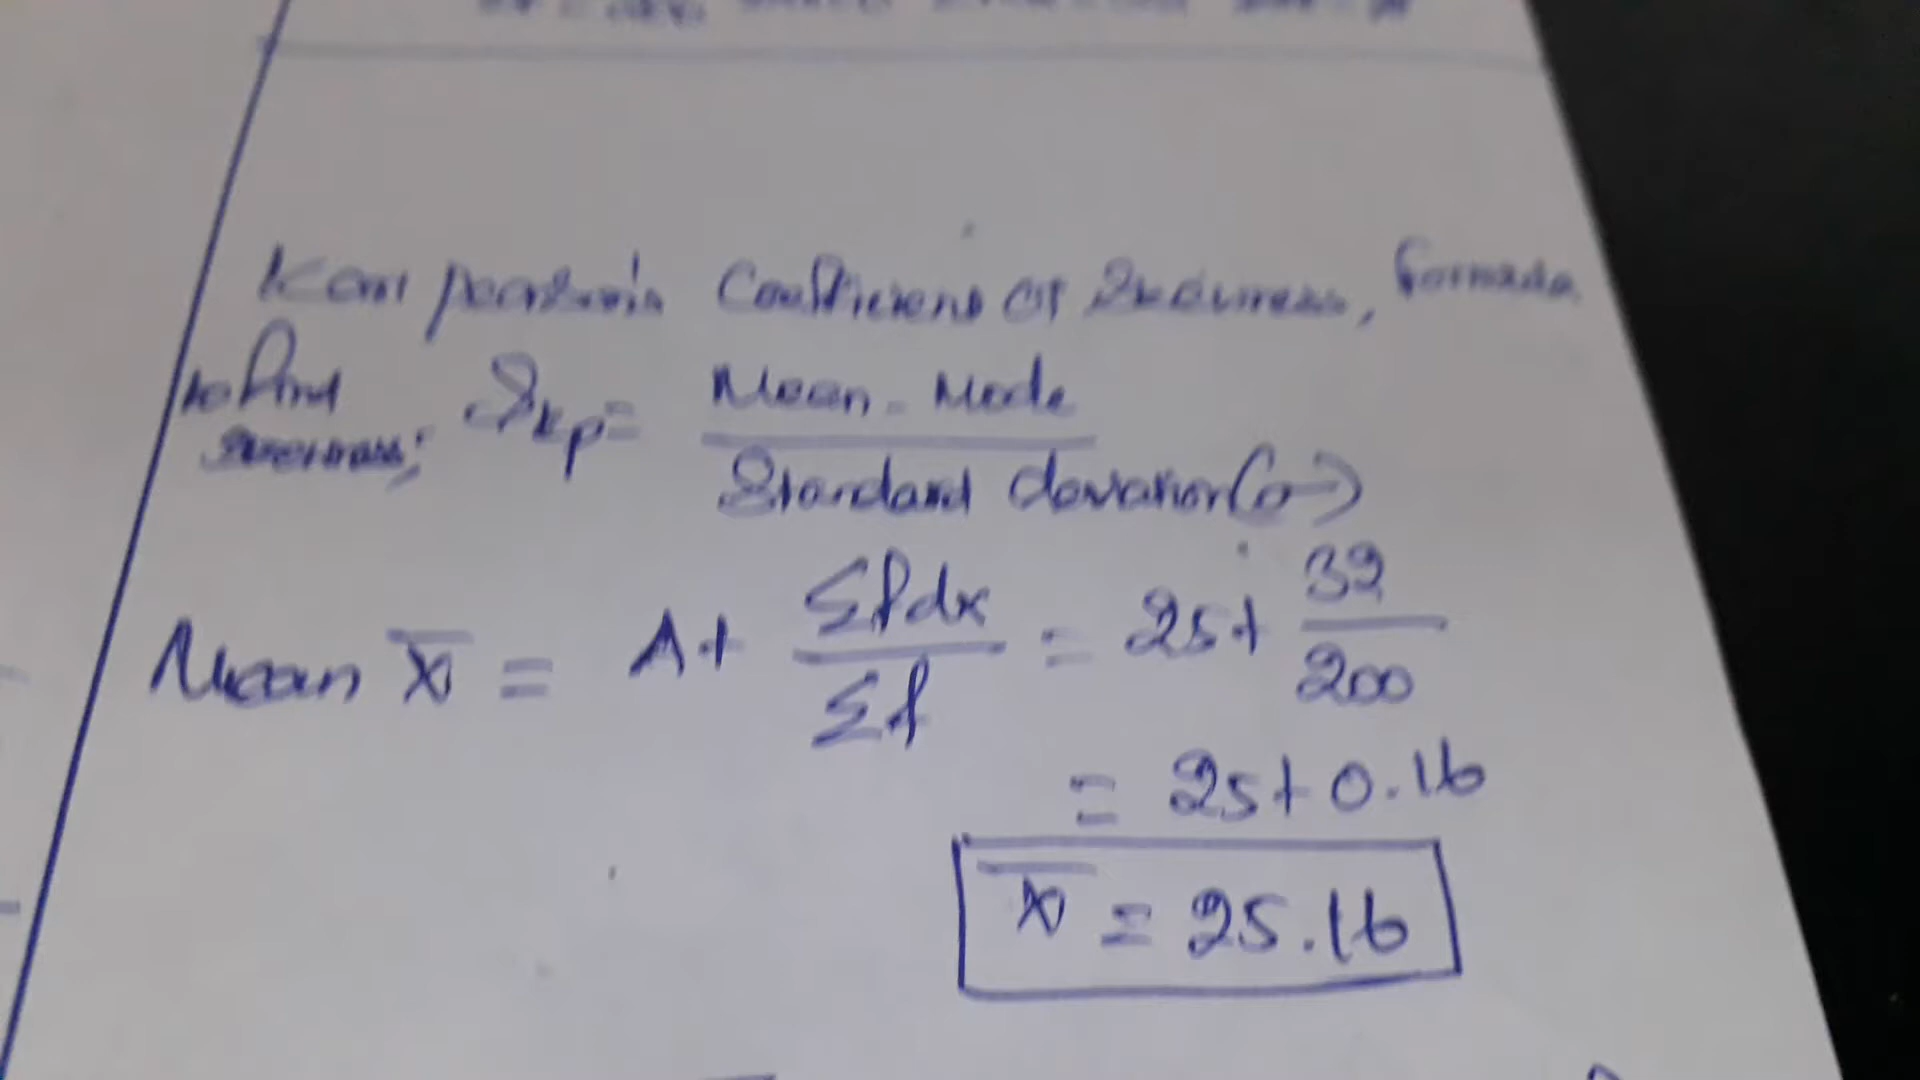 Karl pearson's Coefficient of Skewness, formula
to find Skp = Mean - Mode
skewness; Standard deviation(σ)
Mean X̄ = A + Σfdx / Σf = 25 + 32 / 200
= 25 + 0.16
X̄ = 25.16